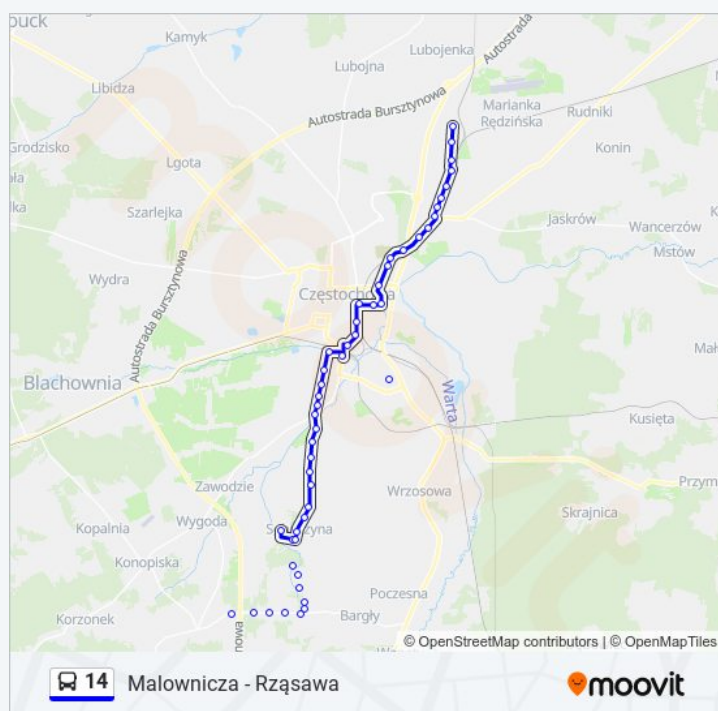 buck
Kamyk
Lubojenka
Autostrada
Lubojna
Libidza
Autostrada Bursztynowa
Marianka
Rędzińska
Rudniki
Grodzisko
Konin
Lgota
Szarlejka
Jaskrów
Wancerzów
Mstów
Wydra
Autostrada Bursztynowa
Częstochowa
Blachownia
Warta
Kusięta
Zawodzie
Wrzosowa
Przym
Wygoda
Skrajnica
Kopalnia
Konopiska
Poczesna
Korzonek
Bargły
© OpenStreetMap contributors | © OpenMapTiles
14 Malownicza - Rząsawa
moovit